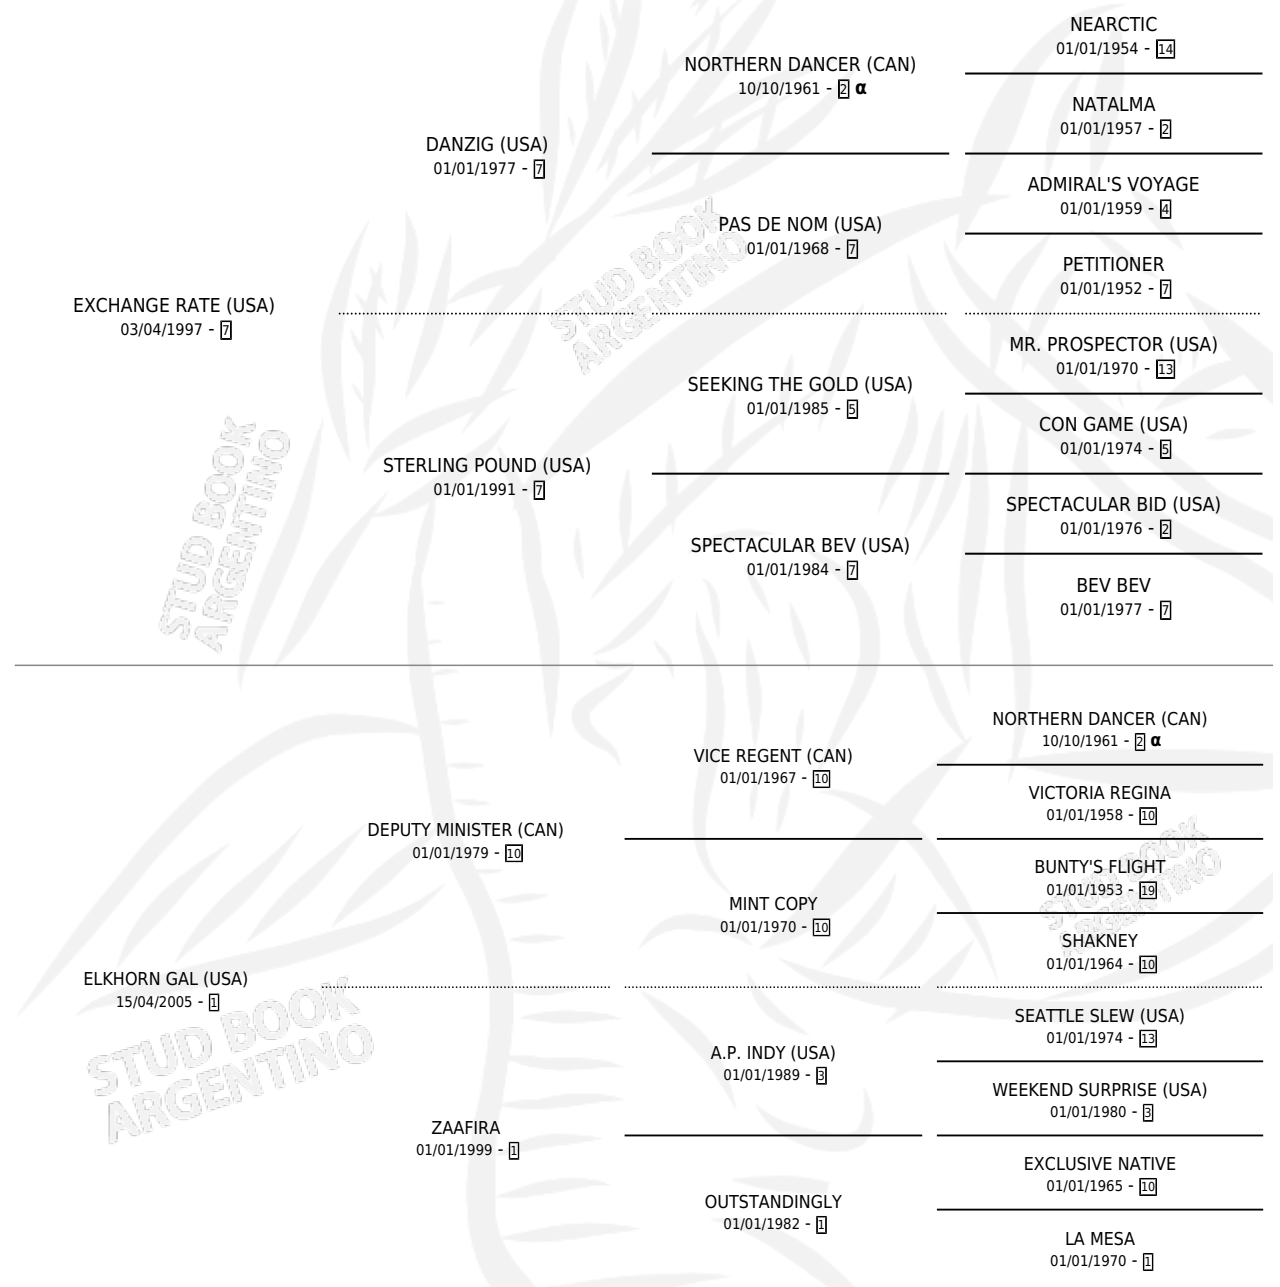 NEARCTIC
01/01/1954 - 14
NORTHERN DANCER (CAN)
10/10/1961 - 2 α
NATALMA
01/01/1957 - 2
DANZIG (USA)
01/01/1977 - 7
ADMIRAL'S VOYAGE
01/01/1959 - 4
PAS DE NOM (USA)
01/01/1968 - 7
PETITIONER
01/01/1952 - 7
EXCHANGE RATE (USA)
03/04/1997 - 7
MR. PROSPECTOR (USA)
01/01/1970 - 13
SEEKING THE GOLD (USA)
01/01/1985 - 5
CON GAME (USA)
01/01/1974 - 5
STERLING POUND (USA)
01/01/1991 - 7
SPECTACULAR BID (USA)
01/01/1976 - 2
SPECTACULAR BEV (USA)
01/01/1984 - 7
BEV BEV
01/01/1977 - 7
NORTHERN DANCER (CAN)
10/10/1961 - 2 α
VICE REGENT (CAN)
01/01/1967 - 10
VICTORIA REGINA
01/01/1958 - 10
DEPUTY MINISTER (CAN)
01/01/1979 - 10
BUNTY'S FLIGHT
01/01/1953 - 19
MINT COPY
01/01/1970 - 10
SHAKNEY
01/01/1964 - 10
ELKHORN GAL (USA)
15/04/2005 - 1
SEATTLE SLEW (USA)
01/01/1974 - 13
A.P. INDY (USA)
01/01/1989 - 3
WEEKEND SURPRISE (USA)
01/01/1980 - 3
ZAAFIRA
01/01/1999 - 1
EXCLUSIVE NATIVE
01/01/1965 - 10
OUTSTANDINGLY
01/01/1982 - 1
LA MESA
01/01/1970 - 1
STUD BOOK
ARGENTINO
STUD BOOK
ARGENTINO
STUD BOOK
ARGENTINO
STUD BOOK
ARGENTINO